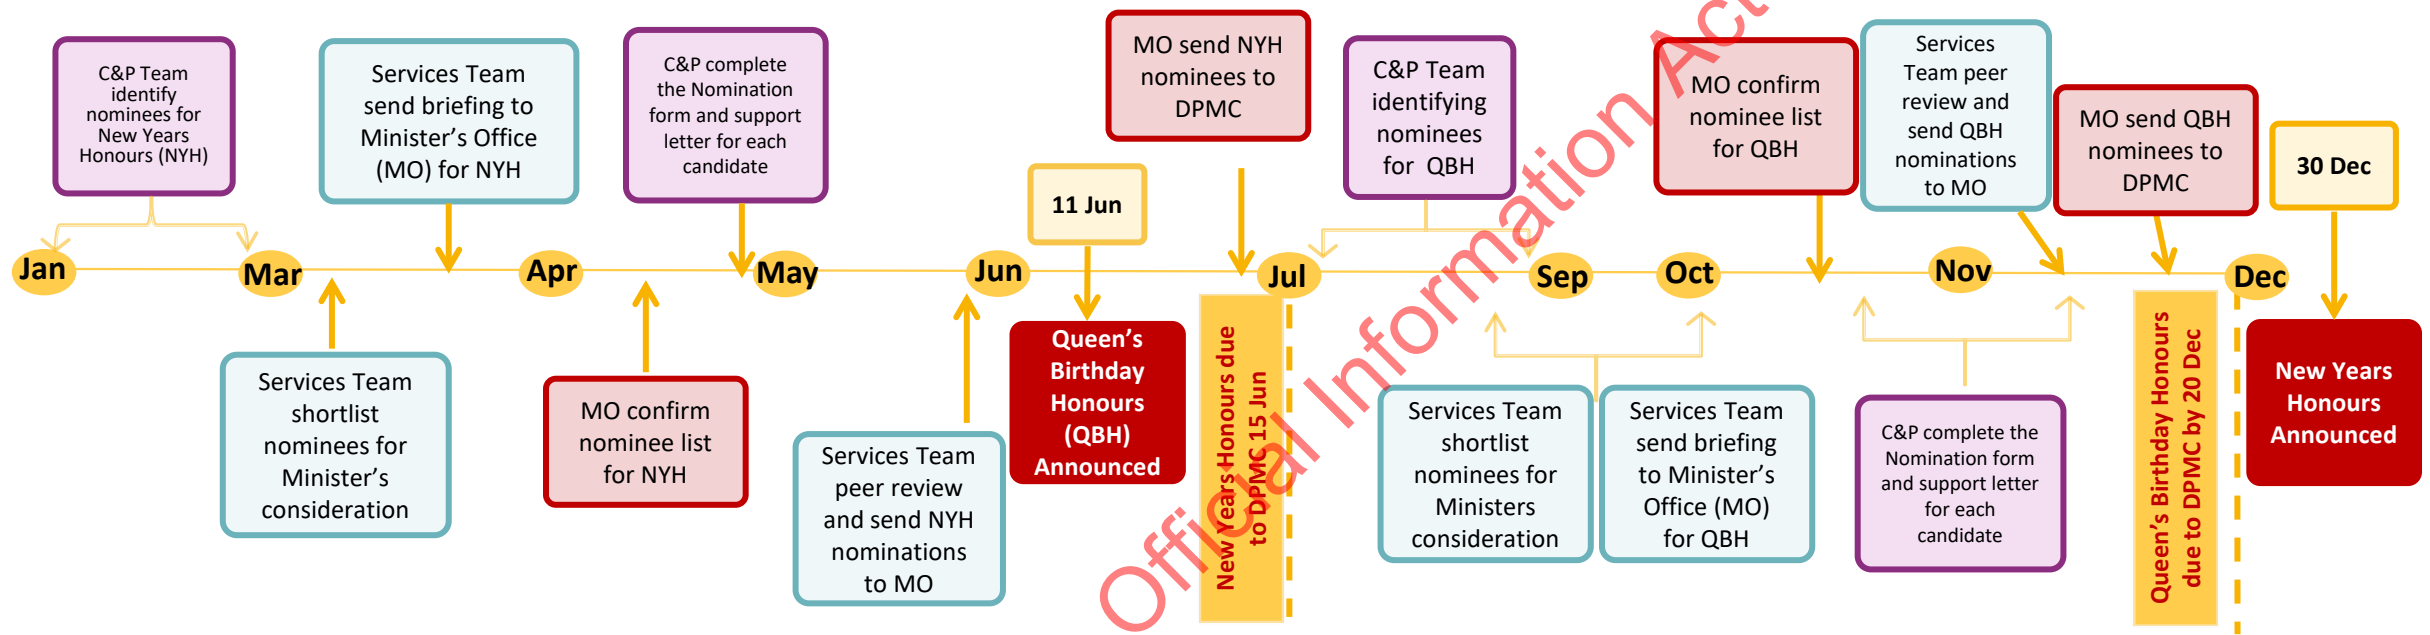 C&P Team
identify
nominees for
New Years
Honours (NYH)
Services Team
send briefing to
Minister’s Office
(MO) for NYH
C&P complete
the Nomination
form and support
letter for each
candidate
11 Jun
MO send NYH
nominees to
DPMC
C&P Team
identifying
nominees
for QBH
MO confirm
nominee list
for QBH
Services
Team peer
review and
send QBH
nominations
to MO
MO send QBH
nominees to
DPMC
30 Dec
Jan
Mar
Apr
May
Jun
Jul
Sep
Oct
Nov
Dec
Services Team
shortlist
nominees for
Minister’s
consideration
MO confirm
nominee list
for NYH
Services Team
peer review
and send NYH
nominations
to MO
Queen’s
Birthday
Honours
(QBH)
Announced
New Years Honours due
to DPMC 15 Jun
Services Team
shortlist
nominees for
Ministers
consideration
Services Team
send briefing
to Minister’s
Office (MO)
for QBH
C&P complete the
Nomination form
and support letter
for each
candidate
Queen’s Birthday Honours
due to DPMC by 20 Dec
New Years
Honours
Announced
Official Information Act